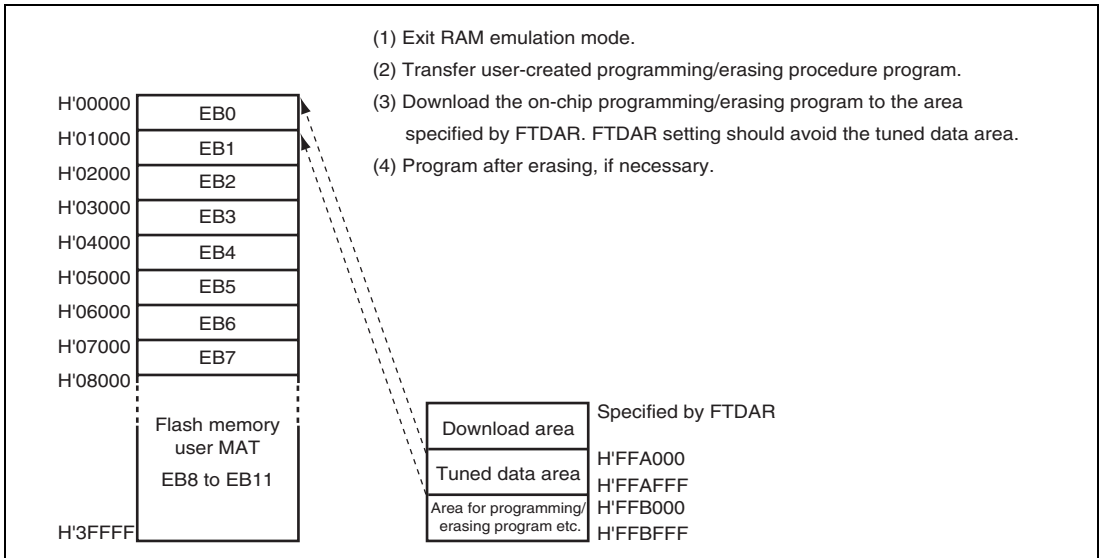 (1) Exit RAM emulation mode.
(2) Transfer user-created programming/erasing procedure program.
(3) Download the on-chip programming/erasing program to the area
specified by FTDAR. FTDAR setting should avoid the tuned data area.
(4) Program after erasing, if necessary.
H'00000
EB0
H'01000
EB1
H'02000
EB2
H'03000
EB3
H'04000
EB4
H'05000
EB5
H'06000
EB6
H'07000
EB7
H'08000
Flash memory
user MAT
EB8 to EB11
H'3FFFF
Specified by FTDAR
Download area
H'FFA000
Tuned data area
H'FFAFFF
H'FFB000
Area for programming/
erasing program etc.
H'FFBFFF